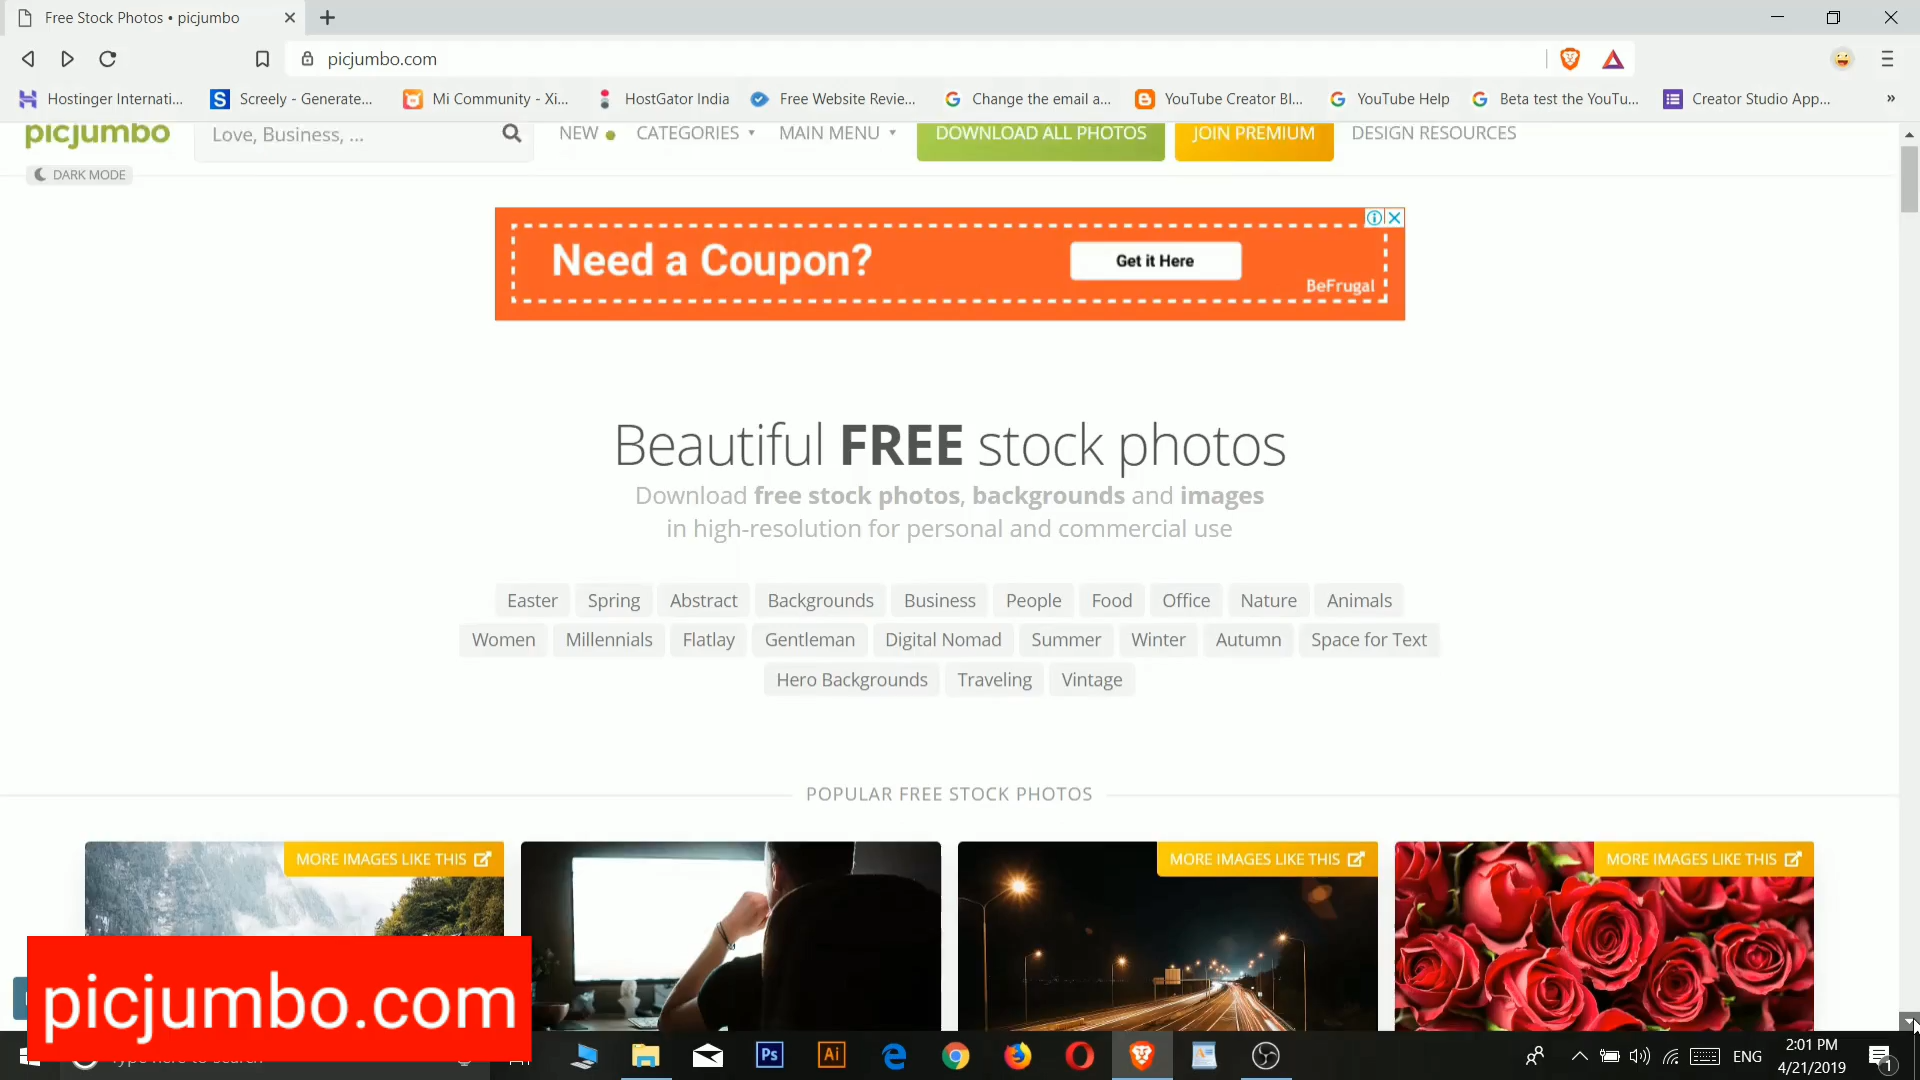 Free Stock Photos • picjumbo
picjumbo.com
Hostinger Internati...
Screely - Generate...
Mi Community - Xi...
HostGator India
Free Website Revie...
Change the email a...
YouTube Creator Bl...
YouTube Help
Beta test the YouTu...
Creator Studio App...
picjumbo
Love, Business, ...
NEW
CATEGORIES
MAIN MENU
DOWNLOAD ALL PHOTOS
JOIN PREMIUM
DESIGN RESOURCES
DARK MODE
Need a Coupon?
Get it Here
BeFrugal
Beautiful FREE stock photos
Download free stock photos, backgrounds and images
in high-resolution for personal and commercial use
Easter Spring Abstract Backgrounds Business People Food Office Nature Animals
Women Millennials Flatlay Gentleman Digital Nomad Summer Winter Autumn Space for Text
Hero Backgrounds Traveling Vintage
POPULAR FREE STOCK PHOTOS
MORE IMAGES LIKE THIS
MORE IMAGES LIKE THIS
MORE IMAGES LIKE THIS
picjumbo.com
Ps
Ai
ENG
2:01 PM
4/21/2019
1